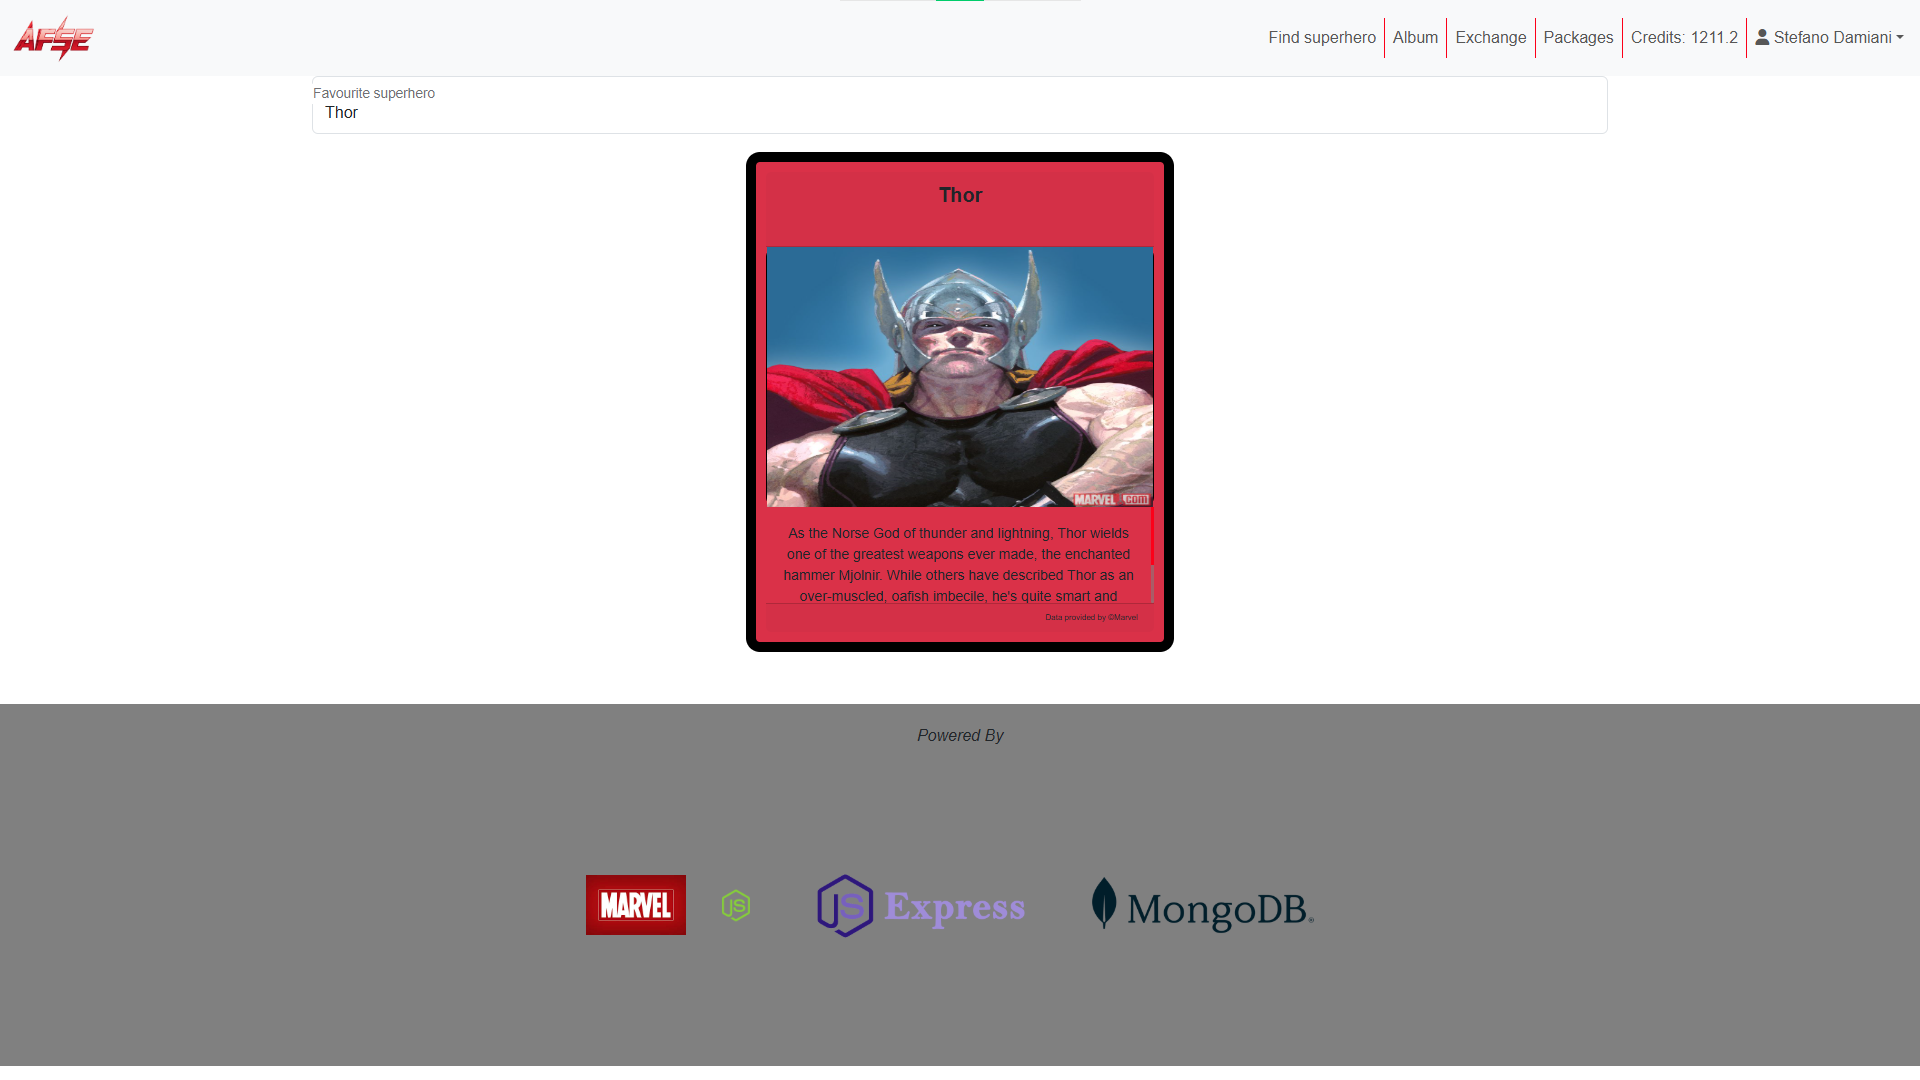 AFSE
Find superhero
Album
Exchange
Packages
Credits: 1211.2
Stefano Damiani
Favourite superhero
Thor
Thor
MARVEL.com
As the Norse God of thunder and lightning, Thor wields
one of the greatest weapons ever made, the enchanted
hammer Mjolnir. While others have described Thor as an
over-muscled, oafish imbecile, he's quite smart and
Data provided by ©Marvel
Powered By
MARVEL
JS
JS Express
MongoDB®